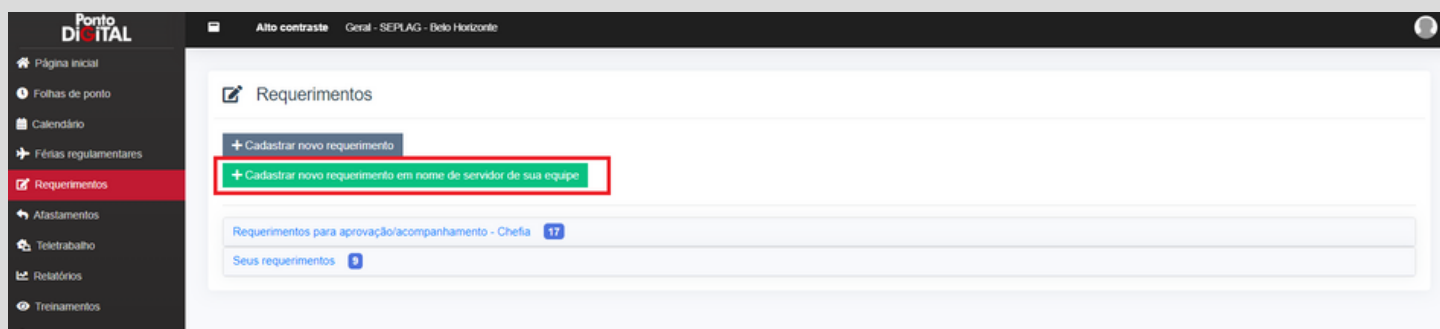 Ponto
DiGiTAL
Alto contraste Geral - SEPLAG - Belo Horizonte
Página inicial
Folhas de ponto
Calendário
Férias regulamentares
Requerimentos
Afastamentos
Teletrabalho
Relatórios
Treinamentos
Requerimentos
+ Cadastrar novo requerimento
+ Cadastrar novo requerimento em nome de servidor de sua equipe
Requerimentos para aprovação/acompanhamento - Chefia 17
Seus requerimentos 9